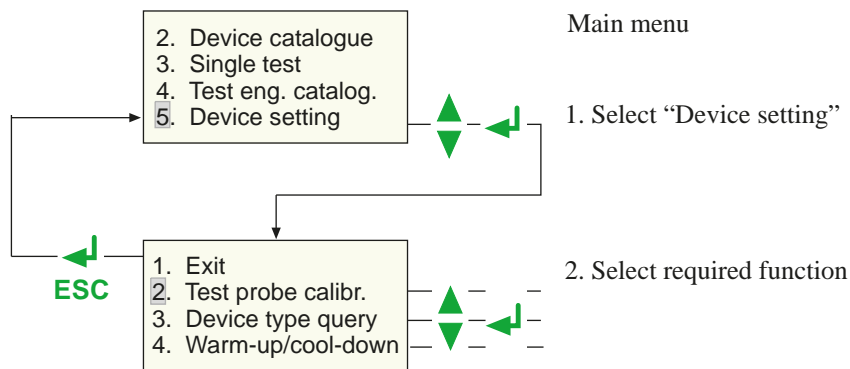 Main menu
2. Device catalogue
3. Single test
4. Test eng. catalog.
5. Device setting
1. Select “Device setting”
1. Exit
2. Test probe calibr.
3. Device type query
4. Warm-up/cool-down
ESC
2. Select required function